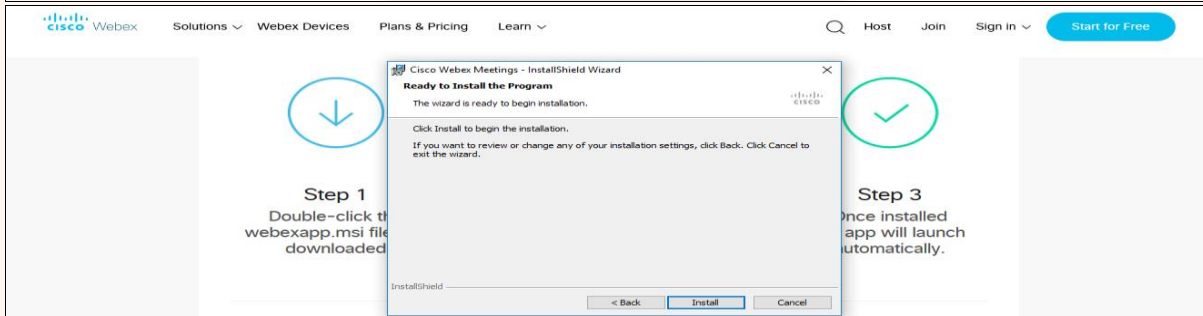 cisco Webex Solutions Webex Devices Plans & Pricing Learn Host Join Sign in Start for Free
Cisco Webex Meetings - InstallShield Wizard
Ready to Install the Program
The wizard is ready to begin installation.
CISCO
Click Install to begin the installation.
If you want to review or change any of your installation settings, click Back. Click Cancel to
exit the wizard.
InstallShield
< Back Install Cancel
Step 1
Double-click
webexapp.msi
downloaded
Step 3
installed
app will launch
automatically.